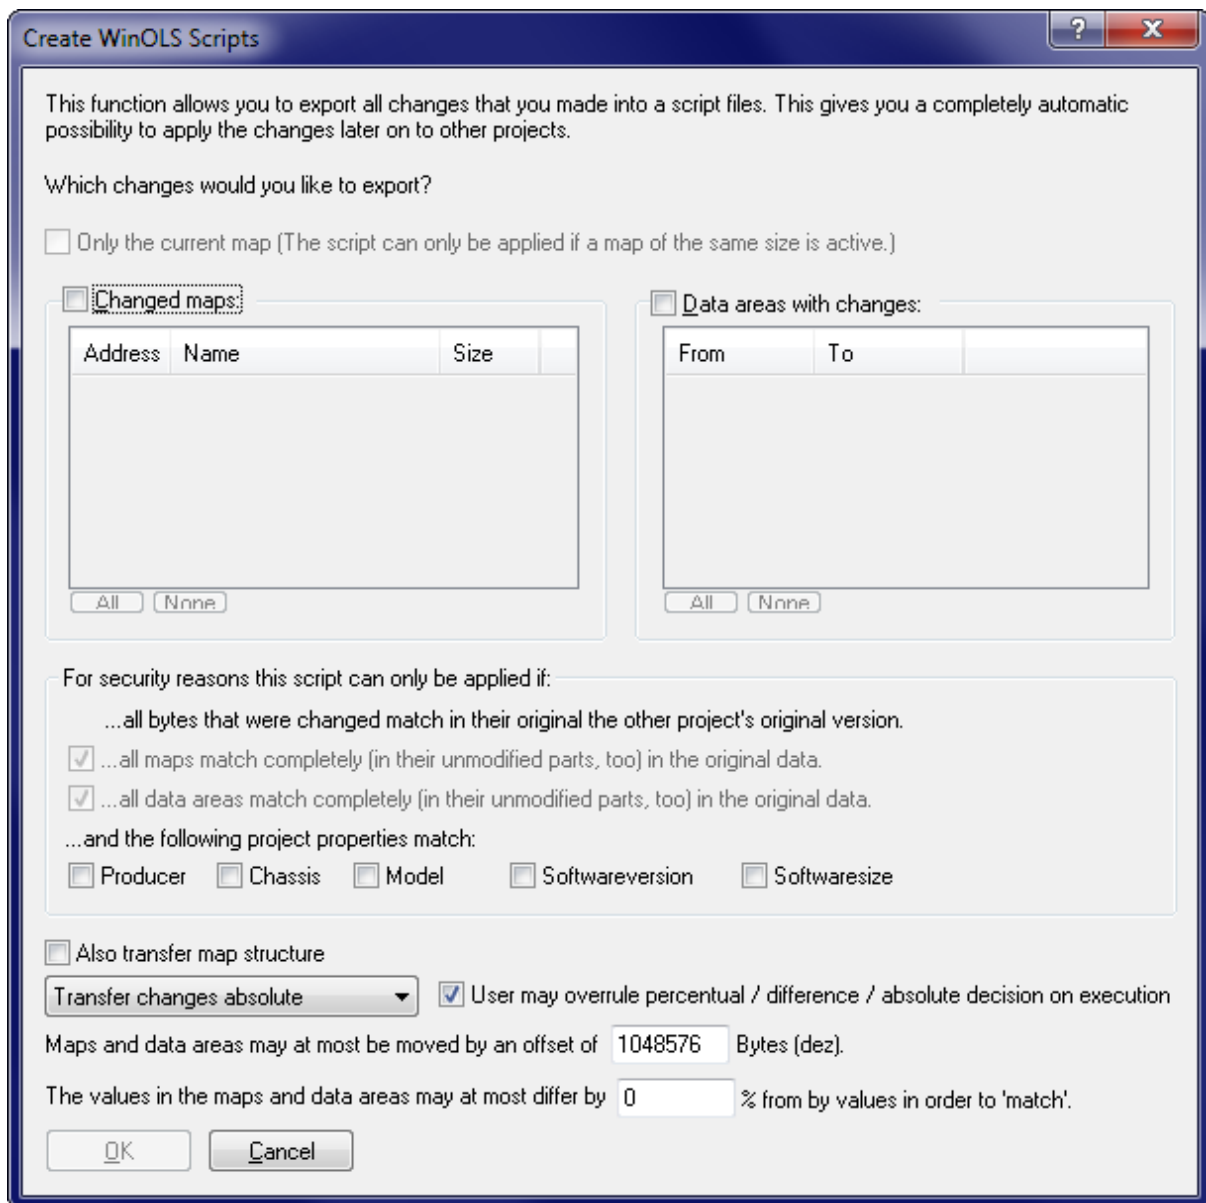 Create WinOLS Scripts
?
X
This function allows you to export all changes that you made into a script files. This gives you a completely automatic
possibility to apply the changes later on to other projects.
Which changes would you like to export?
Only the current map (The script can only be applied if a map of the same size is active.)
Changed maps:
Data areas with changes:
Address Name Size
From To
All None
All None
For security reasons this script can only be applied if:
...all bytes that were changed match in their original the other project's original version.
...all maps match completely (in their unmodified parts, too) in the original data.
...all data areas match completely (in their unmodified parts, too) in the original data.
...and the following project properties match:
Producer Chassis Model Softwareversion Softwaresize
Also transfer map structure
Transfer changes absolute User may overrule percentual / difference / absolute decision on execution
Maps and data areas may at most be moved by an offset of 1048576 Bytes (dez).
The values in the maps and data areas may at most differ by 0 % from by values in order to 'match'.
OK Cancel